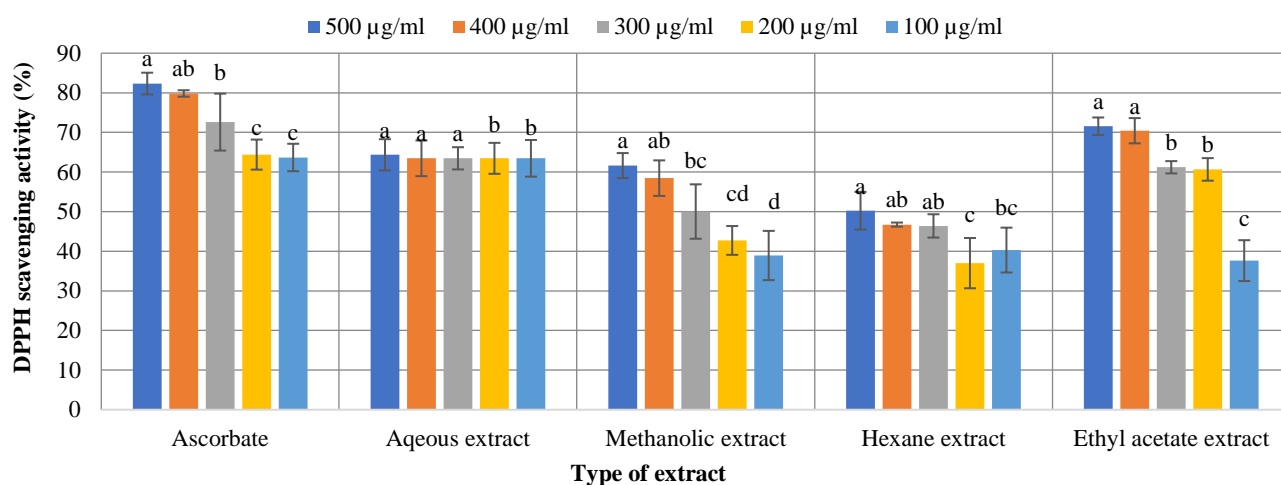 500 µg/ml 400 µg/ml 300 µg/ml 200 µg/ml 100 µg/ml
DPPH scavenging activity (%)
90
80
70
60
50
40
30
20
10
0
a ab b c c
a a a b b
a ab bc cd d
a ab ab c bc
a a b b c
Ascorbate Aqeous extract Methanolic extract Hexane extract Ethyl acetate extract
Type of extract